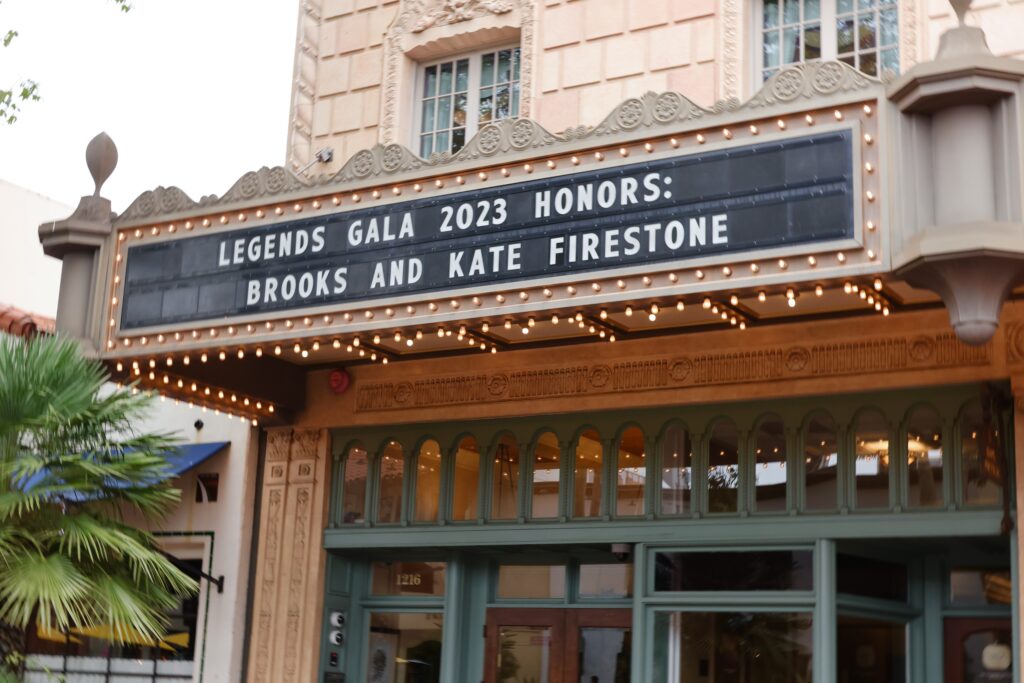 LEGENDS GALA 2023 HONORS:
BROOKS AND KATE FIRESTONE
1216